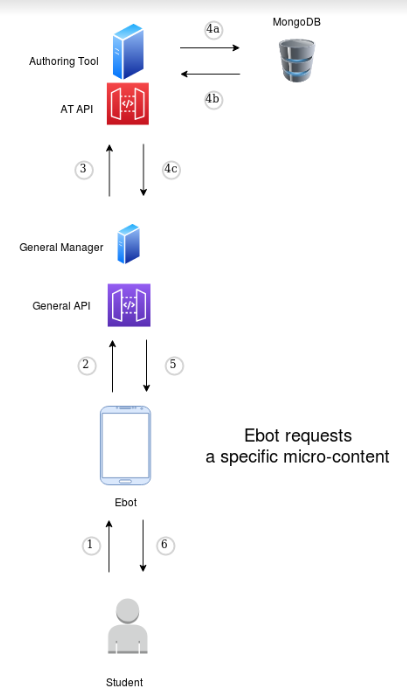 MongoDB
4a
Authoring Tool
4b
AT API
3
4c
General Manager
General API
2
5
Ebot requests
a specific micro-content
Ebot
1
6
Student